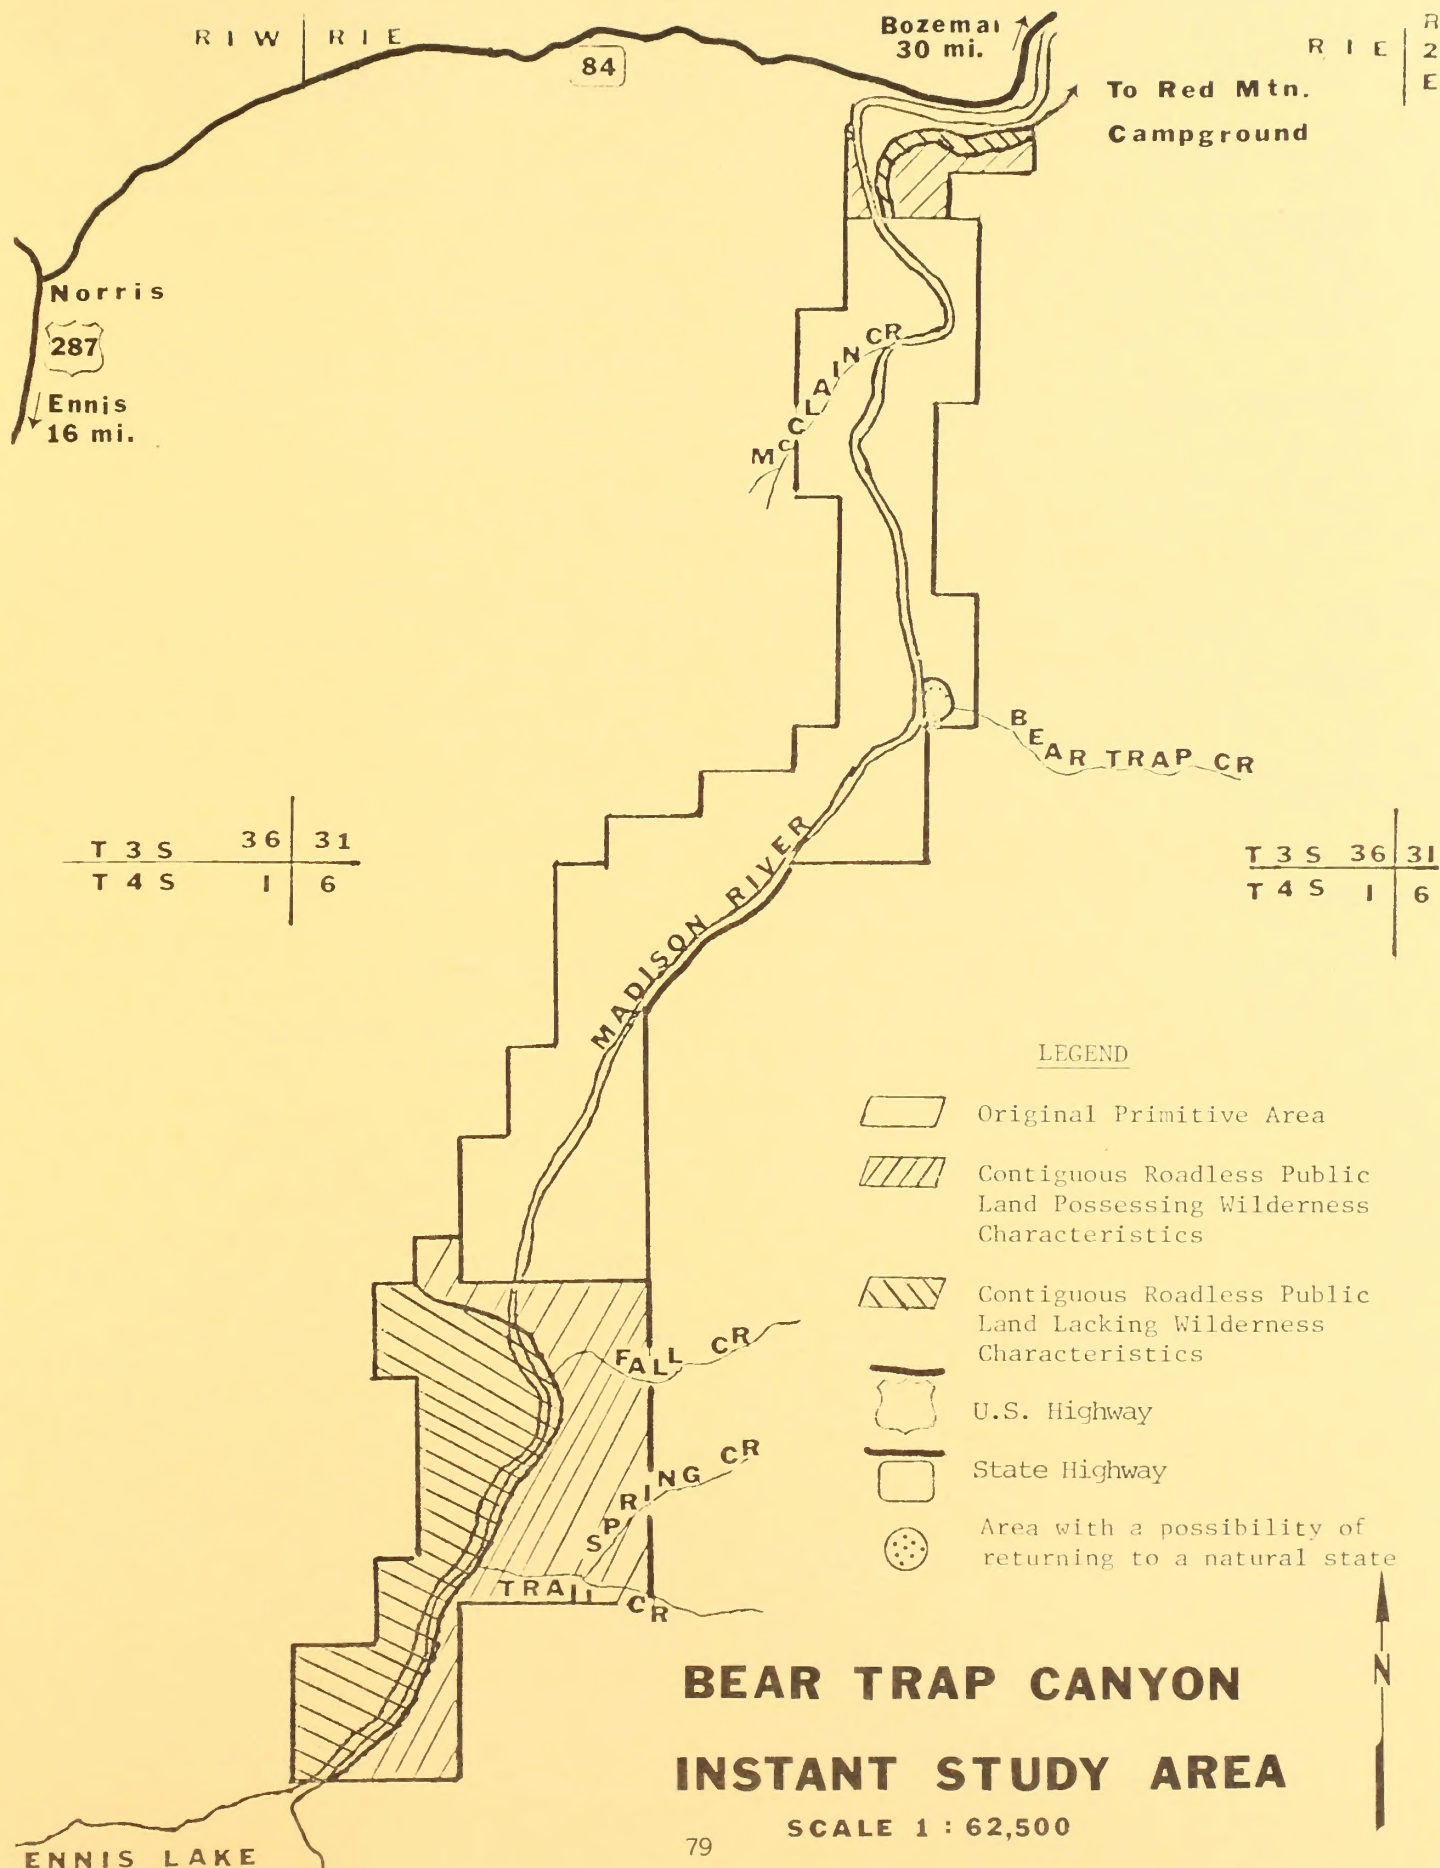 R I W R I E
84
Bozeman
30 mi.
R I E
R
2
E
To Red Mtn.
Campground
Norris
287
Ennis
16 mi.
McCLAIN CR
BEAR TRAP CR
T 3 S 36 31
T 4 S 1 6
T 3 S 36 31
T 4 S 1 6
MADISON RIVER
LEGEND
Original Primitive Area
Contiguous Roadless Public
Land Possessing Wilderness
Characteristics
Contiguous Roadless Public
Land Lacking Wilderness
Characteristics
U.S. Highway
State Highway
Area with a possibility of
returning to a natural state
FALL CR
SPRING CR
TRAIL CR
N
BEAR TRAP CANYON
INSTANT STUDY AREA
SCALE 1 : 62,500
ENNIS LAKE
79